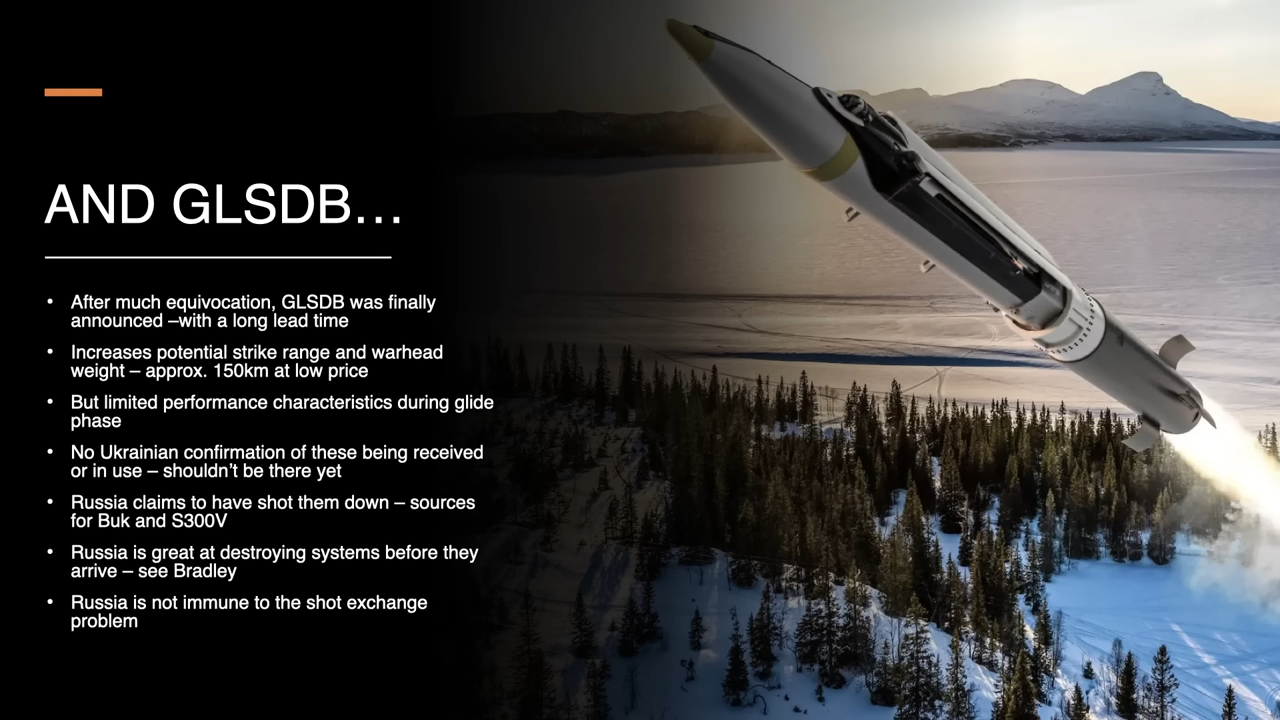 AND GLSDB…
• After much equivocation, GLSDB was finally
announced –with a long lead time
• Increases potential strike range and warhead
weight – approx. 150km at low price
• But limited performance characteristics during glide
phase
• No Ukrainian confirmation of these being received
or in use – shouldn’t be there yet
• Russia claims to have shot them down – sources
for Buk and S300V
• Russia is great at destroying systems before they
arrive – see Bradley
• Russia is not immune to the shot exchange
problem